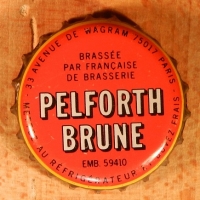 33 AVENUE DE WAGRAM 75017 PARIS
BRASSÉE
PAR FRANÇAISE
DE BRASSERIE
PELFORTH
BRUNE
EMB. 59410
AU RÉFRIGÉRATEUR
FRAIS